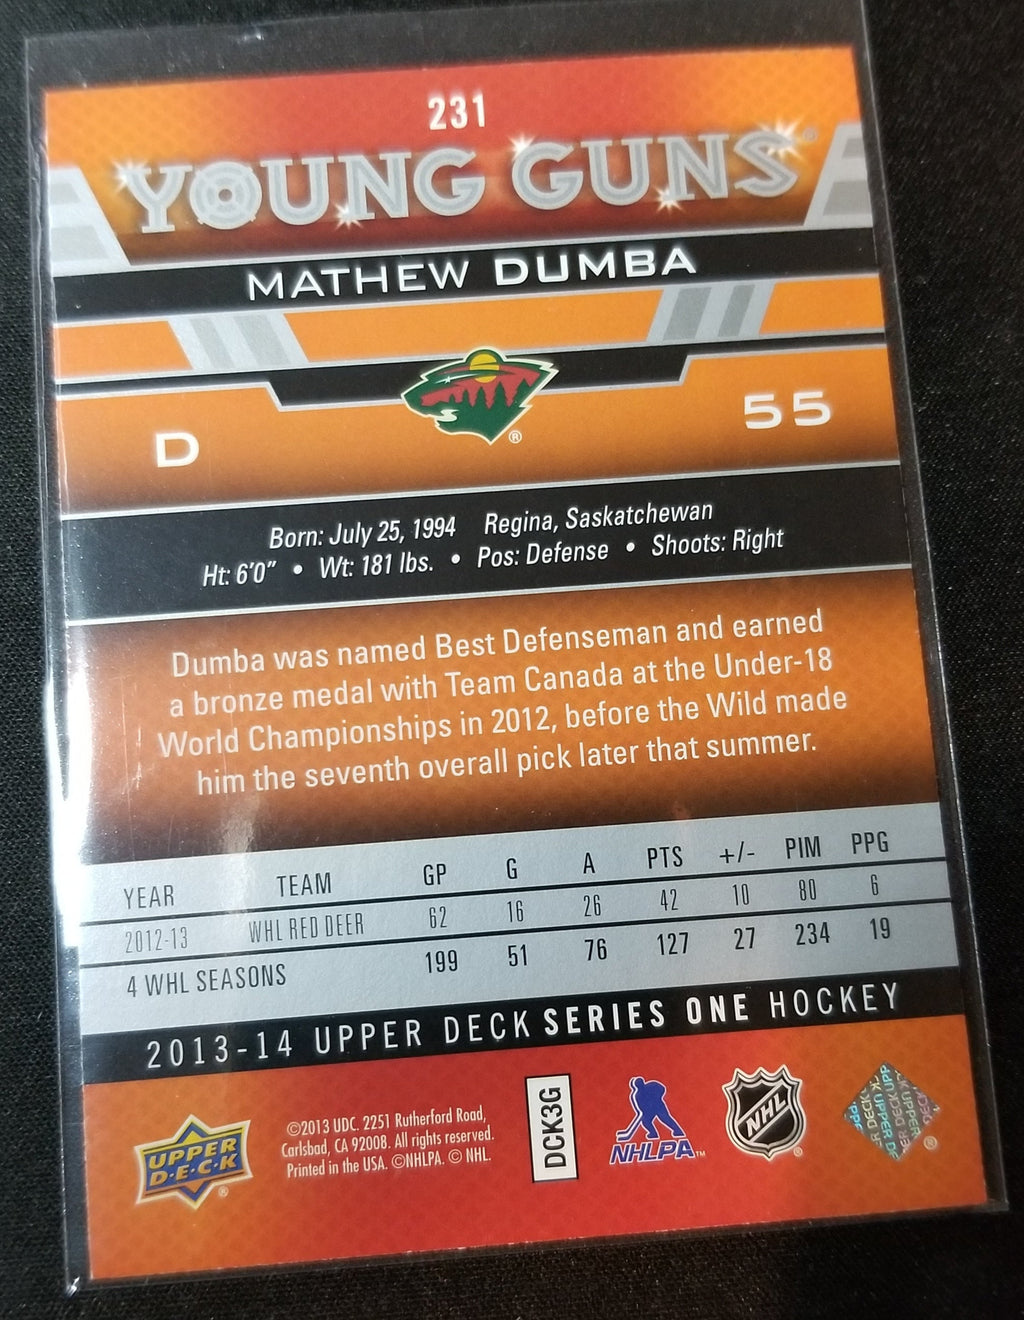 231
YOUNG GUNS®
MATHEW DUMBA
D
55
®
Born: July 25, 1994 Regina, Saskatchewan
Ht: 6'0" • Wt: 181 lbs. • Pos: Defense • Shoots: Right
Dumba was named Best Defenseman and earned
a bronze medal with Team Canada at the Under-18
World Championships in 2012, before the Wild made
him the seventh overall pick later that summer.
YEAR TEAM GP G A PTS +/- PIM PPG
2012-13 WHL RED DEER 62 16 26 42 10 80 6
4 WHL SEASONS 199 51 76 127 27 234 19
2013-14 UPPER DECK SERIES ONE HOCKEY
UPPER
D·E·C·K
®
©2013 UDC. 2251 Rutherford Road,
Carlsbad, CA 92008. All rights reserved.
Printed in the USA. ©NHLPA. © NHL.
DCK3G
NHLPA™
NHL
®
®